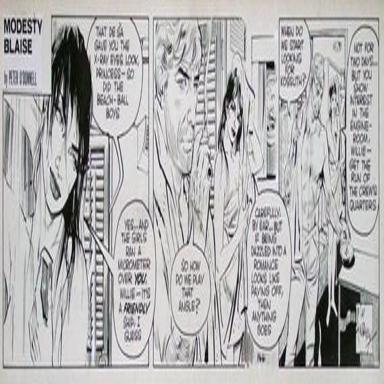 MODESTY
BLAISE
by PETER O'DONNELL
THAT DE SÁ
GAVE YOU THE
X-RAY EYES LOOK,
PRINCESS— SO
DID THE
BEACH-BALL
BOYS
YES— AND
THE GIRLS
RAN A
MICROMETER
OVER YOU,
WILLIE— IT'S
A FRIENDLY
SHIP, I
GUESS
SO HOW
DO WE PLAY
THAT
ANGLE?
CAREFULLY.
BY EAR... BUT
IF BEING
DAZZLED INTO A
ROMANCE
LOOKS LIKE
PAYING OFF,
THEN
ANYTHING
GOES
WHEN DO
WE START
LOOKING
FOR
KOSSUTH?
NOT FOR
TWO DAYS...
BUT YOU
SHOW
INTEREST
IN THE
ENGINE-
ROOM,
WILLIE—
GET THE
RUN OF
THE CREW'S
QUARTERS